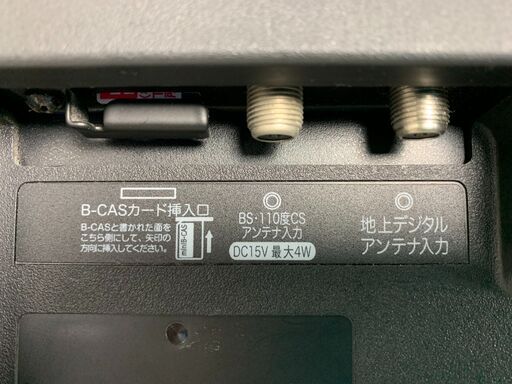 B-CASカード挿入口
B-CASと書かれた面を
こちら側にして、矢印の
方向に挿入してください。
miniB-CAS
BS・110度CS
アンテナ入力
DC15V 最大4W
地上デジタル
アンテナ入力